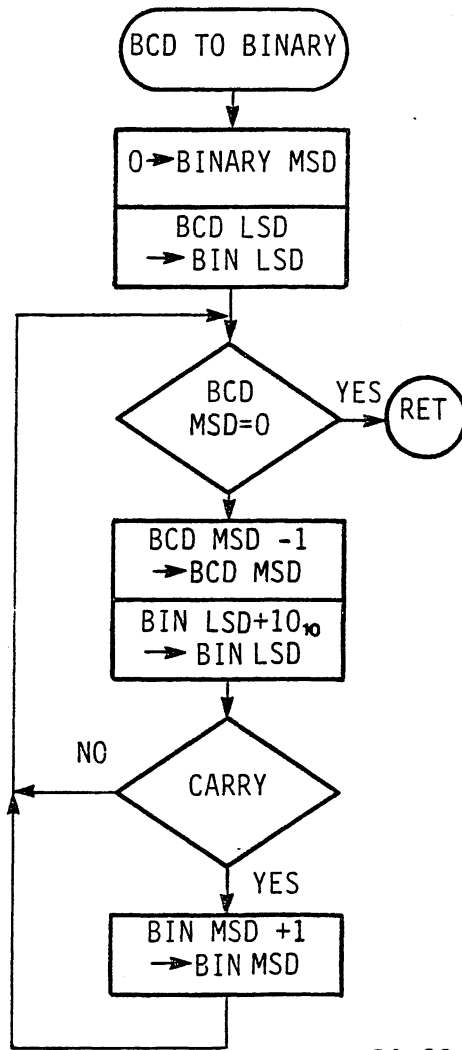 BCD TO BINARY
0→BINARY MSD
BCD LSD
→ BIN LSD
BCD
MSD=0
YES
RET
BCD MSD -1
→BCD MSD
BIN LSD+10₁₀
→ BIN LSD
NO
CARRY
YES
BIN MSD +1
→BIN MSD